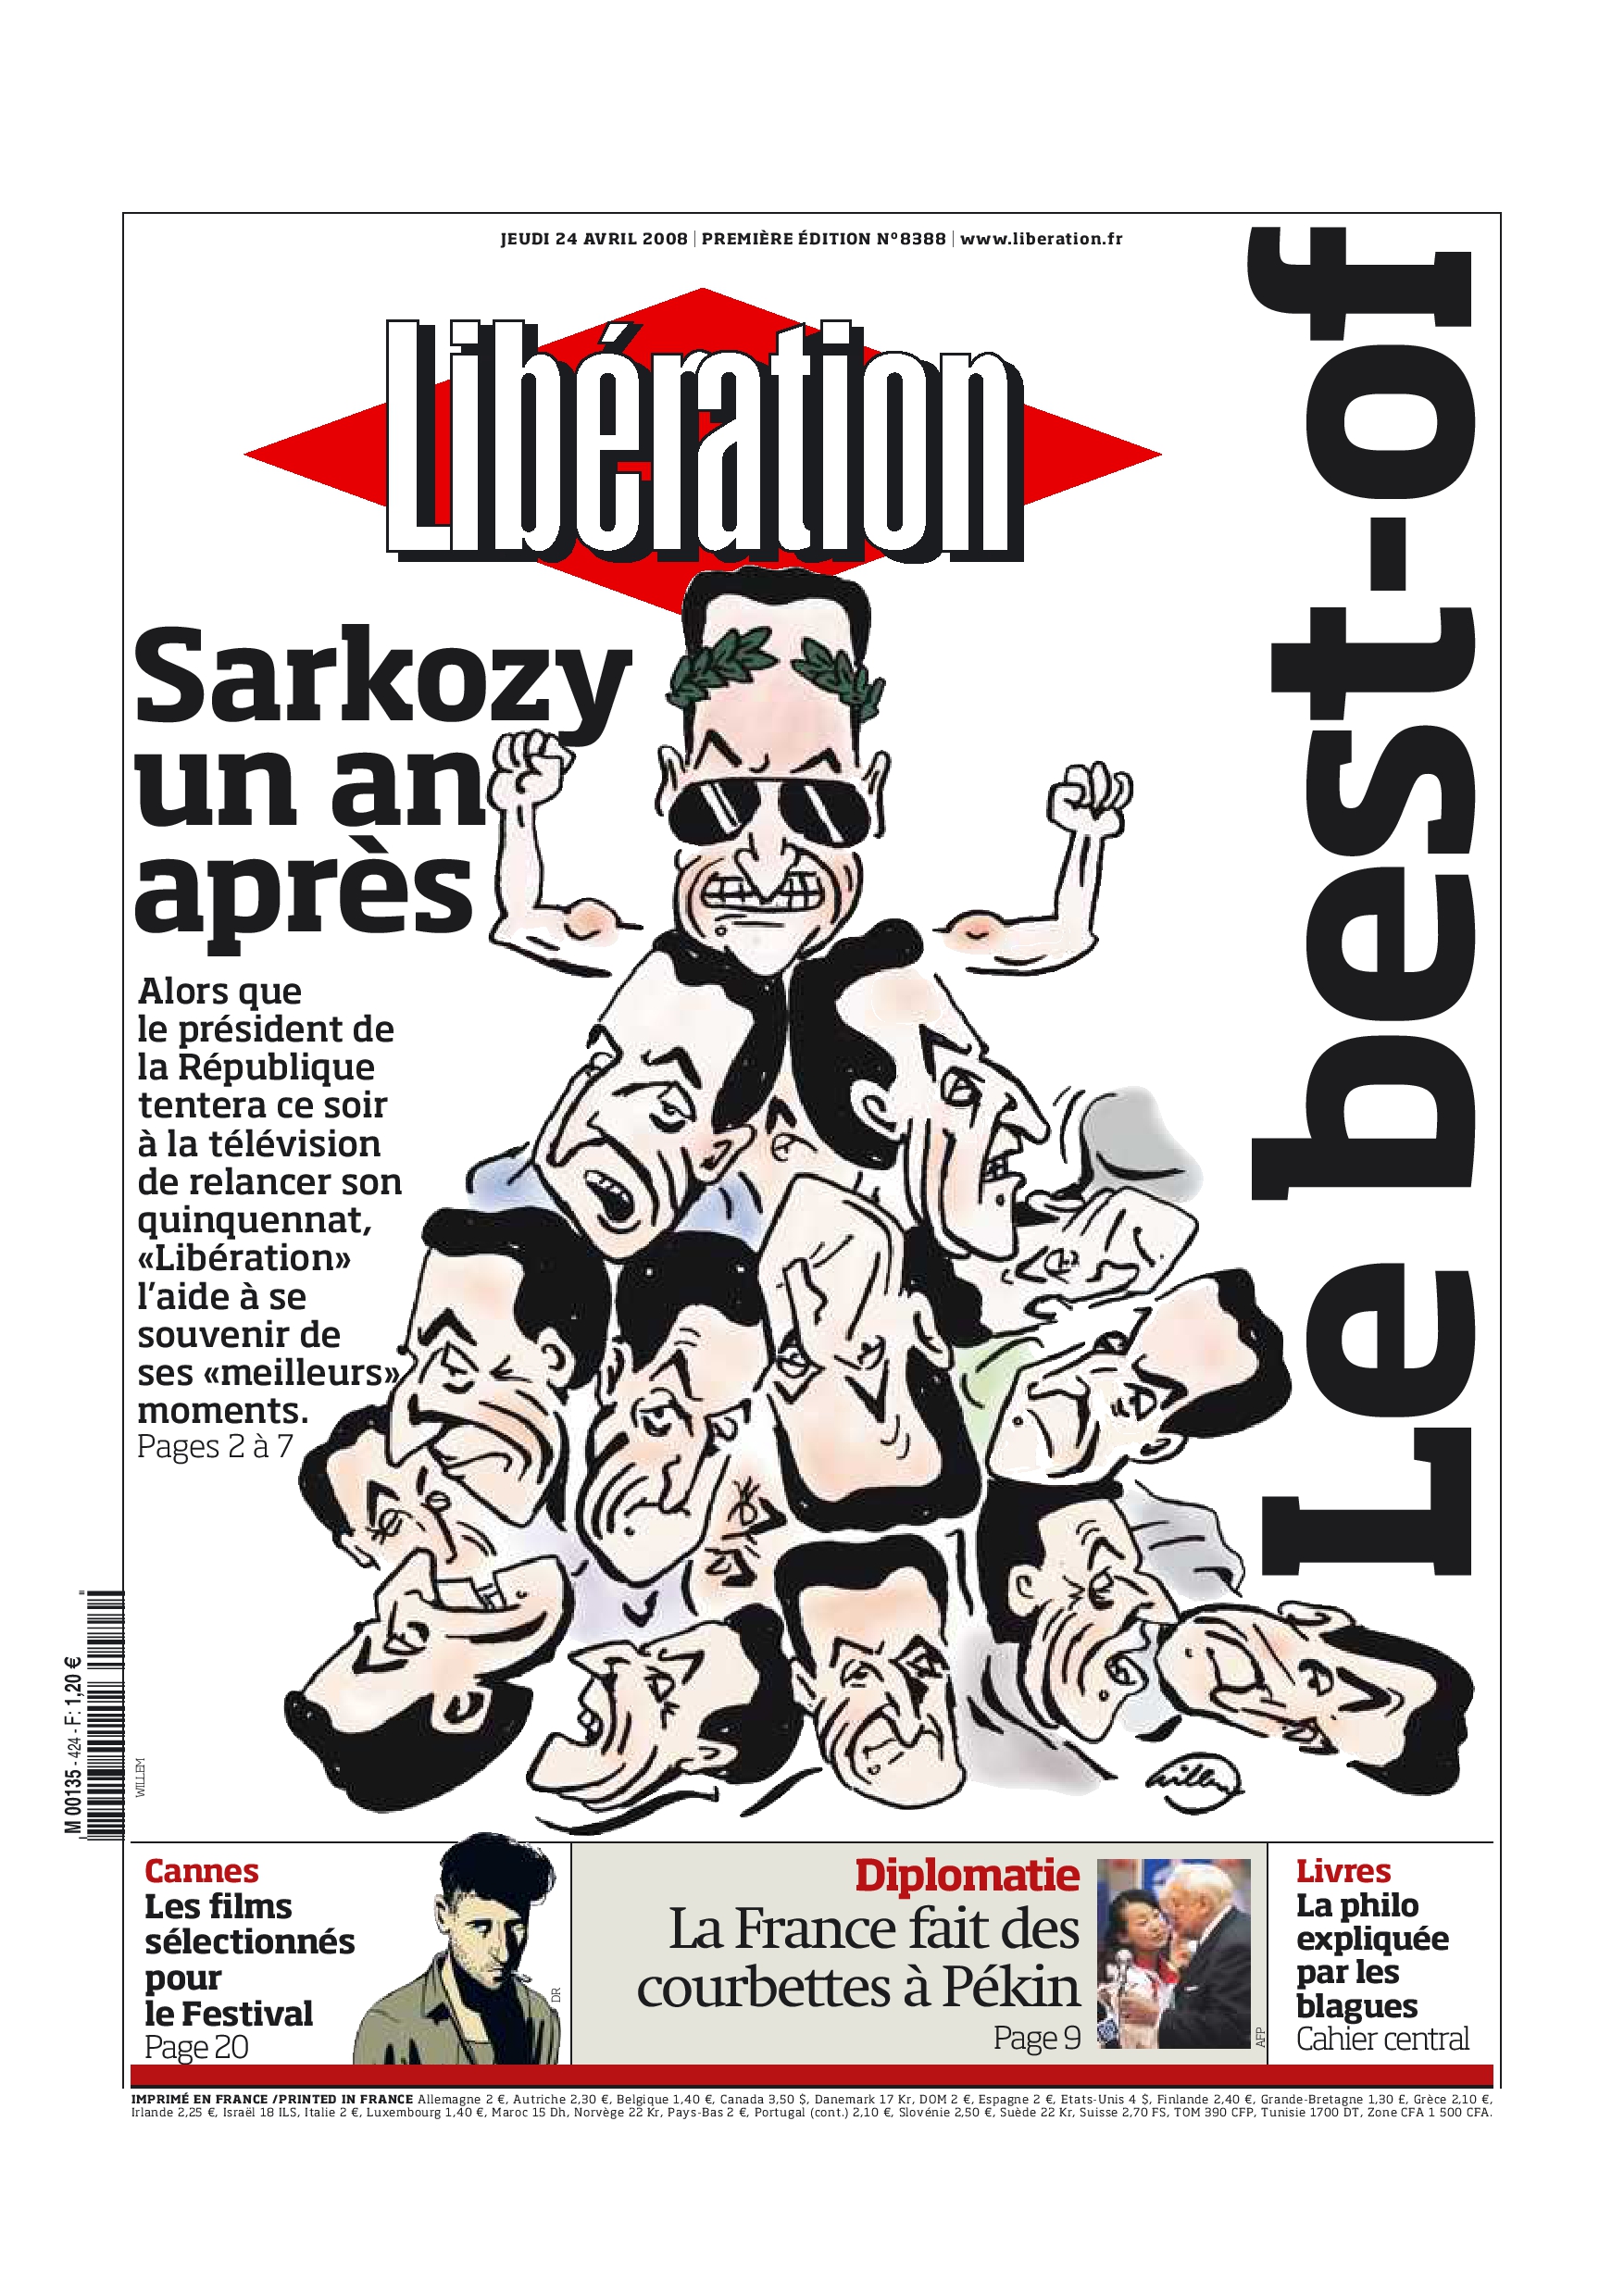 JEUDI 24 AVRIL 2008 | PREMIÈRE ÉDITION Nº8388 | www.liberation.fr
Libération
Le best-of
Sarkozy
un an
après
Alors que
le président de
la République
tentera ce soir
à la télévision
de relancer son
quinquennat,
«Libération»
l'aide à se
souvenir de
ses «meilleurs»
moments.
Pages 2 à 7
M 00135 - 424 - F: 1,20 €
WILLEM
willem
Cannes
Les films
sélectionnés
pour
le Festival
Page 20
DR
Diplomatie
La France fait des
courbettes à Pékin
Page 9
AFP
Livres
La philo
expliquée
par les
blagues
Cahier central
IMPRIMÉ EN FRANCE /PRINTED IN FRANCE Allemagne 2 €, Autriche 2,30 €, Belgique 1,40 €, Canada 3,50 $, Danemark 17 Kr, DOM 2 €, Espagne 2 €, Etats-Unis 4 $, Finlande 2,40 €, Grande-Bretagne 1,30 £, Grèce 2,10 €,
Irlande 2,25 €, Israël 18 ILS, Italie 2 €, Luxembourg 1,40 €, Maroc 15 Dh, Norvège 22 Kr, Pays-Bas 2 €, Portugal (cont.) 2,10 €, Slovénie 2,50 €, Suède 22 Kr, Suisse 2,70 FS, TOM 390 CFP, Tunisie 1700 DT, Zone CFA 1 500 CFA.